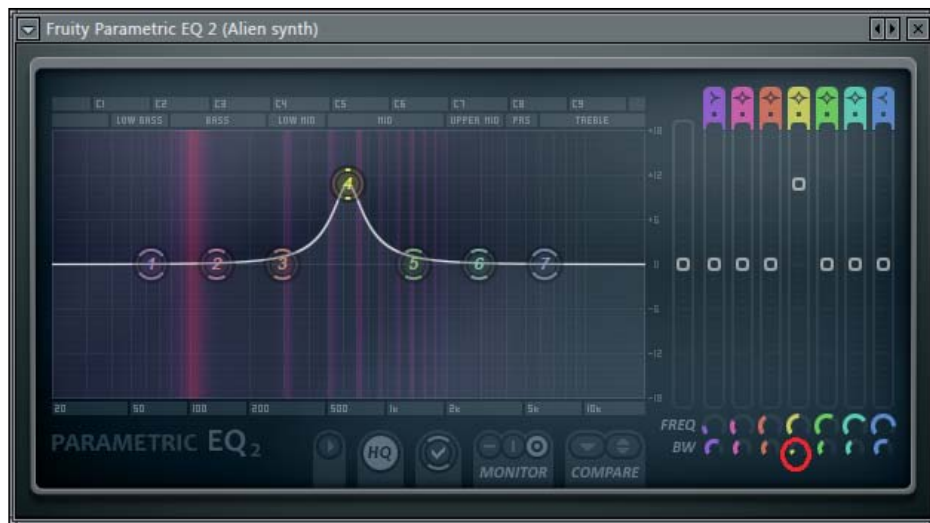 Fruity Parametric EQ 2 (Alien synth)
C1 C2 C3 C4 C5 C6 C7 C8 C9
LOW BASS BASS LOW MID MID UPPER MID PRS TREBLE
+18
+12
+6
0
-6
-12
-18
1 2 3 4 5 6 7
20 50 100 200 500 1k 2k 5k 10k
FREQ
BW
PARAMETRIC EQ 2
HQ
MONITOR
COMPARE